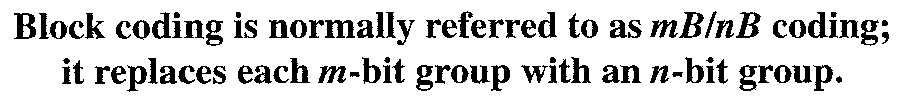 Block coding is normally referred to as mB/nB coding;
it replaces each m-bit group with an n-bit group.